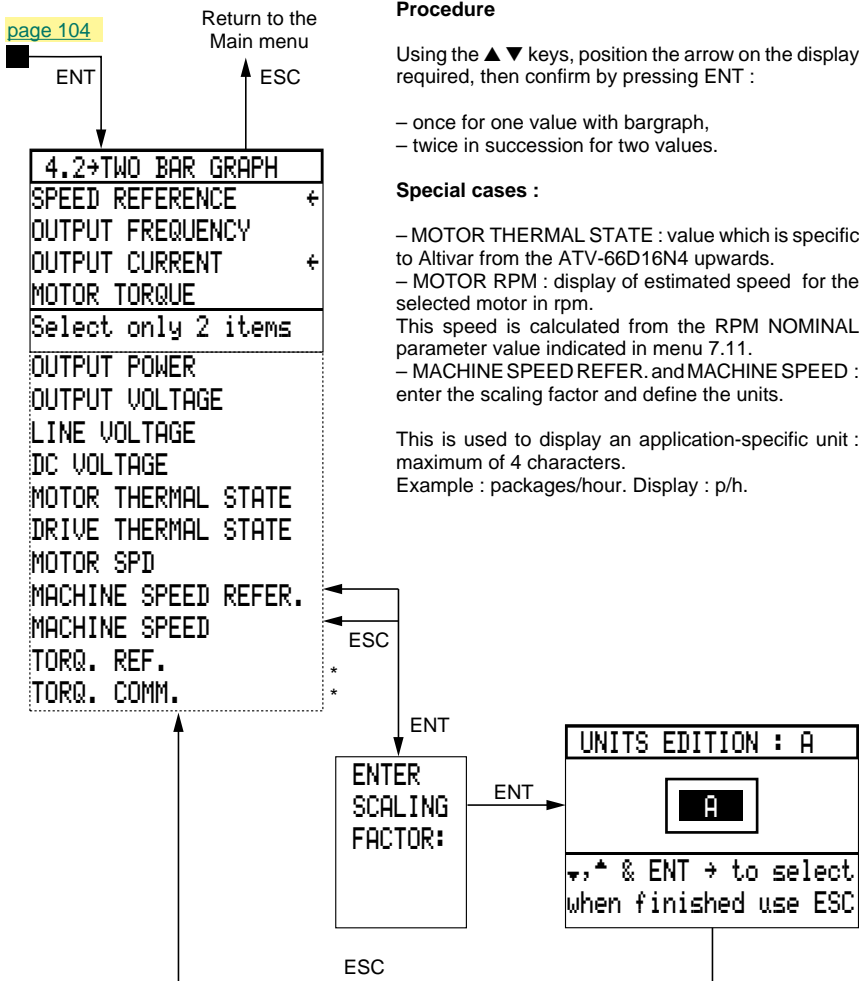 page 104
Return to the
Main menu
ENT
ESC
4.2→TWO BAR GRAPH
SPEED REFERENCE ←
OUTPUT FREQUENCY
OUTPUT CURRENT ←
MOTOR TORQUE
Select only 2 items
OUTPUT POWER
OUTPUT VOLTAGE
LINE VOLTAGE
DC VOLTAGE
MOTOR THERMAL STATE
DRIVE THERMAL STATE
MOTOR SPD
MACHINE SPEED REFER.
MACHINE SPEED
TORQ. REF. *
TORQ. COMM. *
Procedure
Using the ▲ ▼ keys, position the arrow on the display
required, then confirm by pressing ENT :
– once for one value with bargraph,
– twice in succession for two values.
Special cases :
– MOTOR THERMAL STATE : value which is specific
to Altivar from the ATV-66D16N4 upwards.
– MOTOR RPM : display of estimated speed for the
selected motor in rpm.
This speed is calculated from the RPM NOMINAL
parameter value indicated in menu 7.11.
– MACHINE SPEED REFER. and MACHINE SPEED :
enter the scaling factor and define the units.
This is used to display an application-specific unit :
maximum of 4 characters.
Example : packages/hour. Display : p/h.
ESC
ENT
ENTER
SCALING
FACTOR:
ENT
UNITS EDITION : A
A
▼,▲ & ENT → to select
when finished use ESC
ESC